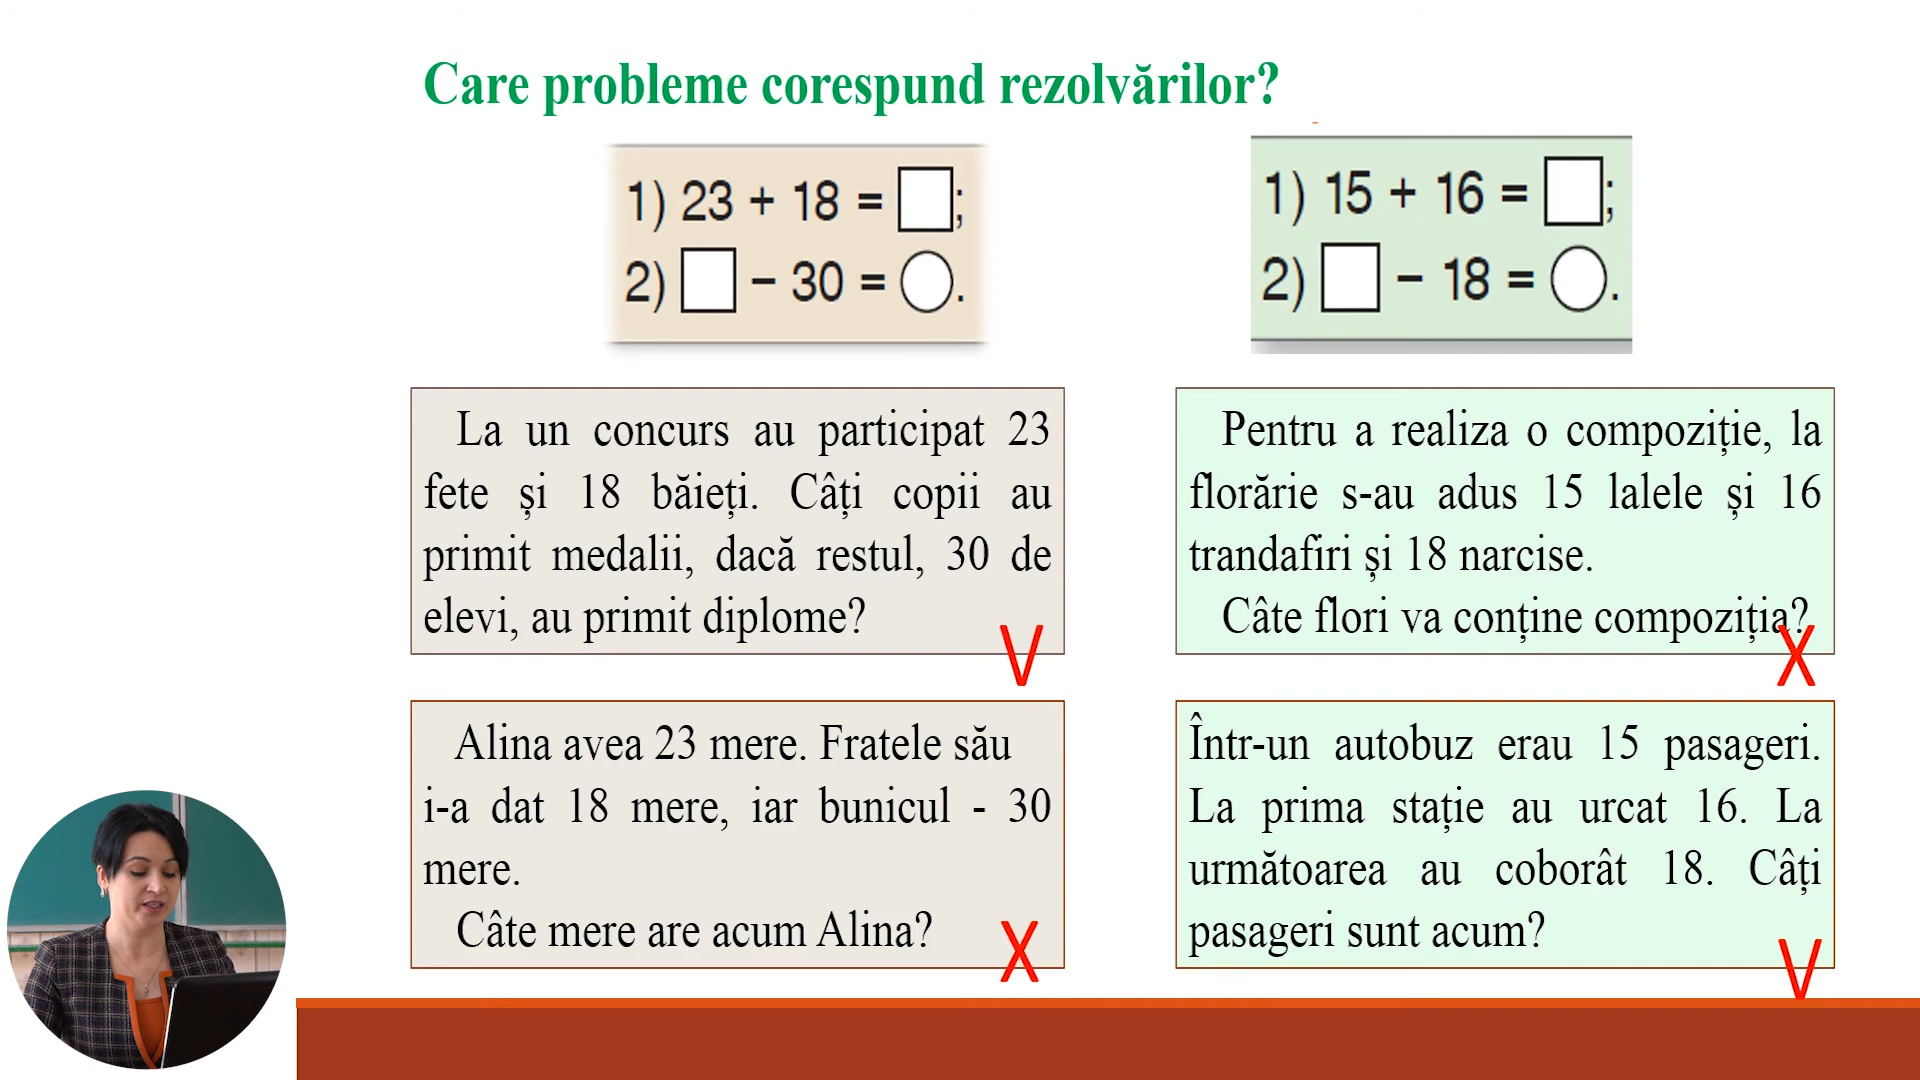 Care probleme corespund rezolvărilor?
1) 23 + 18 = □;
2) □ − 30 = ○.
1) 15 + 16 = □;
2) □ − 18 = ○.
La un concurs au participat 23
fete și 18 băieți. Câți copii au
primit medalii, dacă restul, 30 de
elevi, au primit diplome?
V
Pentru a realiza o compoziție, la
florărie s-au adus 15 lalele și 16
trandafiri și 18 narcise.
Câte flori va conține compoziția?
X
Alina avea 23 mere. Fratele său
i-a dat 18 mere, iar bunicul - 30
mere.
Câte mere are acum Alina?
X
Într-un autobuz erau 15 pasageri.
La prima stație au urcat 16. La
următoarea au coborât 18. Câți
pasageri sunt acum?
V